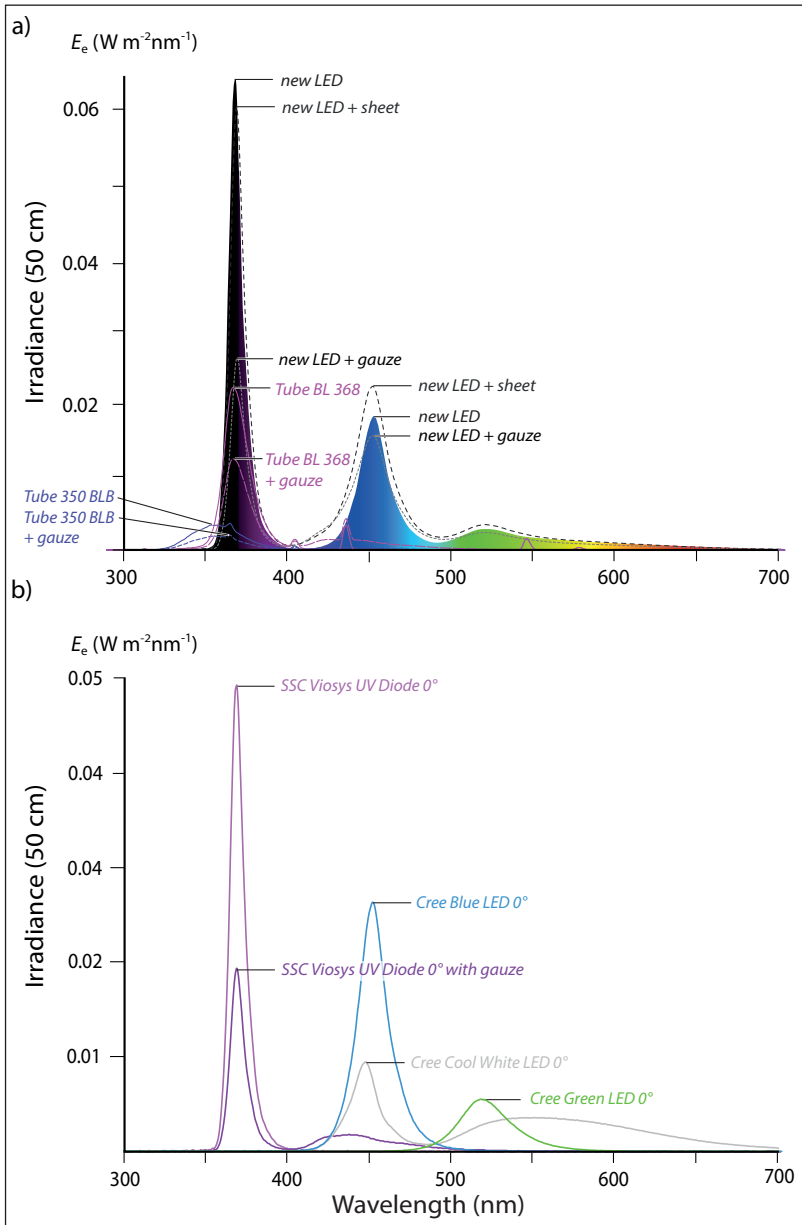 a)
Eₑ (W m⁻²nm⁻¹)
new LED
new LED + sheet
0.06
0.04
new LED + gauze
Tube BL 368
new LED + sheet
0.02
new LED
new LED + gauze
Tube BL 368
+ gauze
Tube 350 BLB
Tube 350 BLB
+ gauze
Irradiance (50 cm)
300
400
500
600
700
b)
Eₑ (W m⁻²nm⁻¹)
0.05
SSC Viosys UV Diode 0°
0.04
0.04
Cree Blue LED 0°
0.02
SSC Viosys UV Diode 0° with gauze
0.01
Cree Cool White LED 0°
Cree Green LED 0°
Irradiance (50 cm)
300
400
500
600
700
Wavelength (nm)